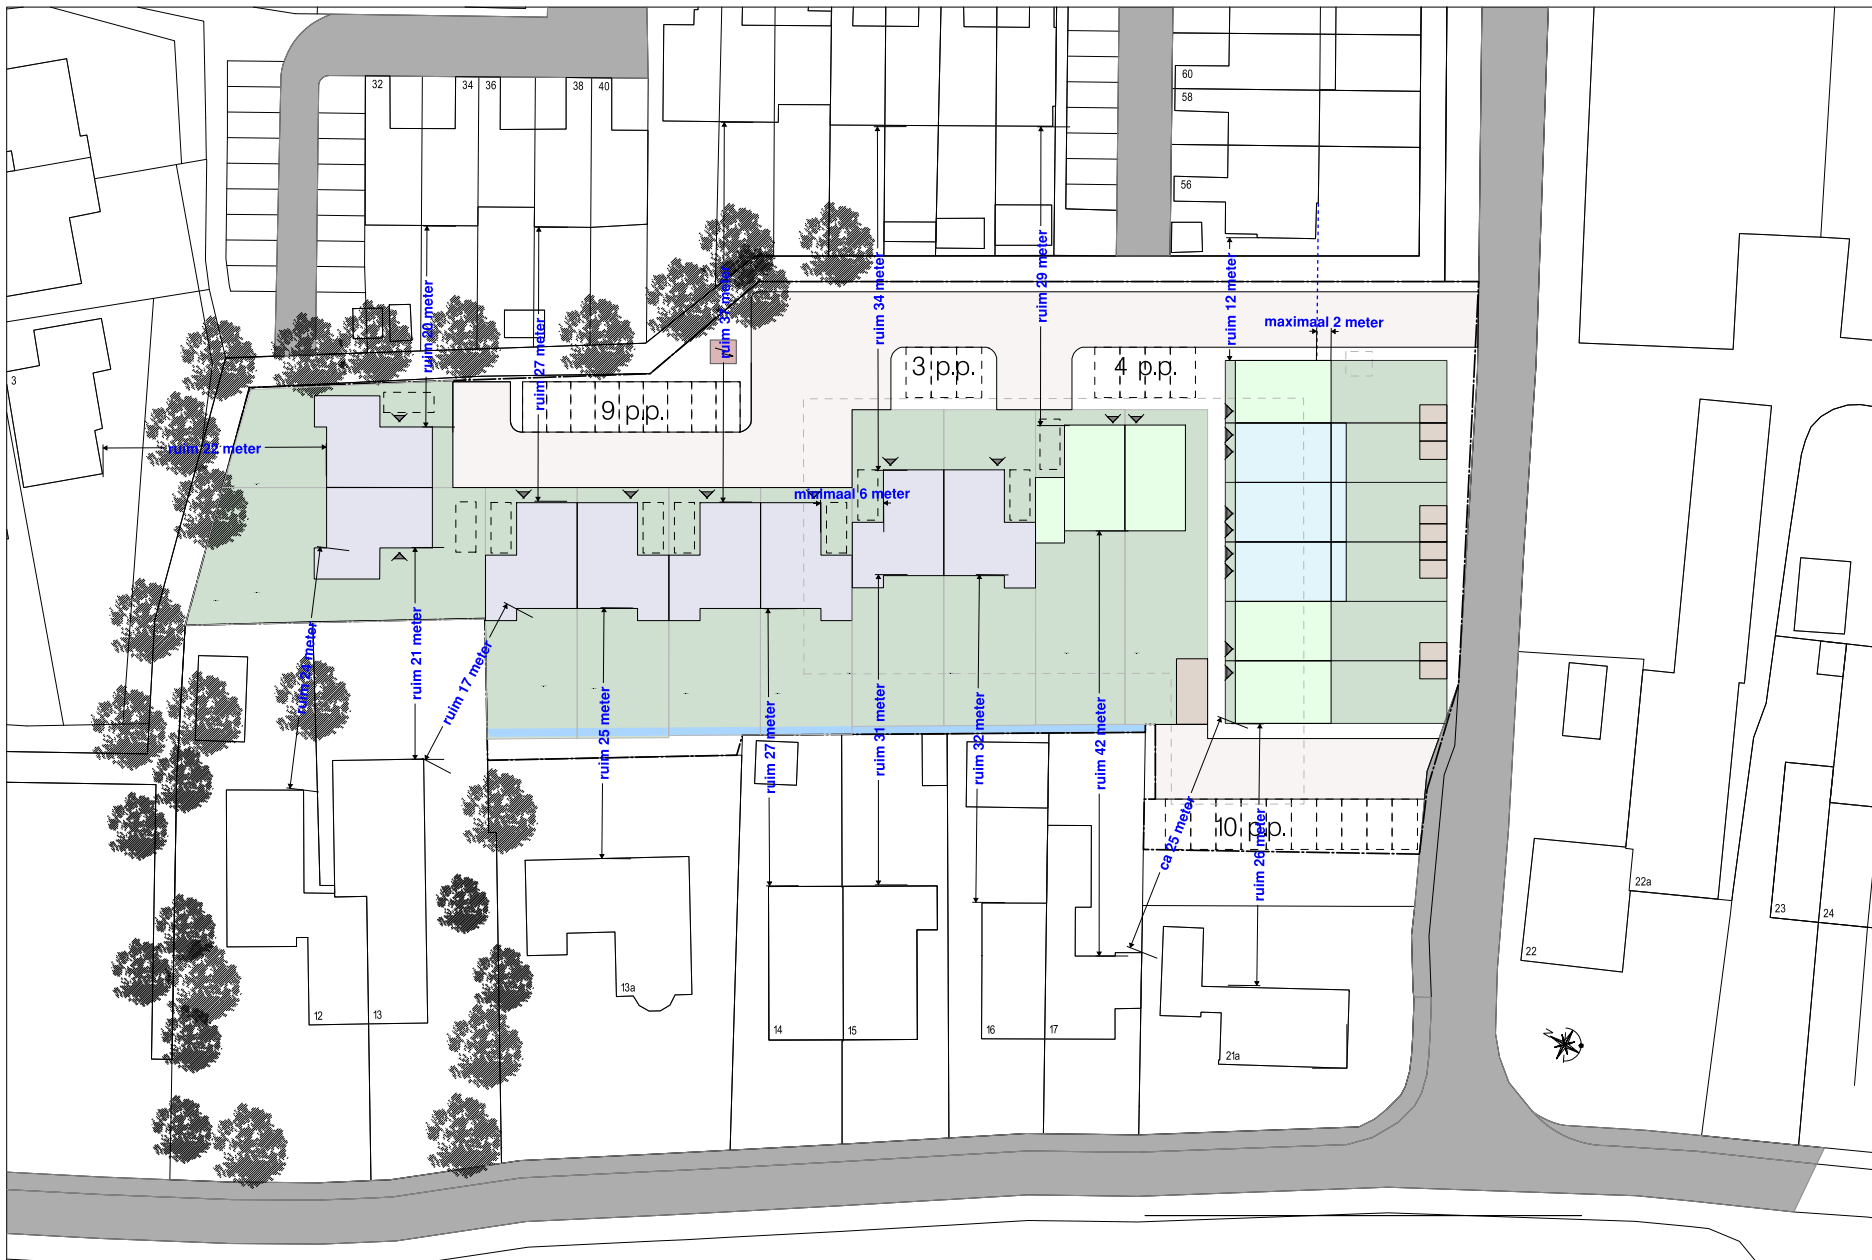 32
34
36
38
40
60
58
56
3
ruim 20 meter
ruim 27 meter
ruim 37 meter
ruim 34 meter
ruim 29 meter
ruim 12 meter
maximaal 2 meter
3 p.p.
4 p.p.
9 p.p.
ruim 22 meter
minimaal 6 meter
ruim 24 meter
ruim 21 meter
ruim 17 meter
ruim 25 meter
ruim 27 meter
ruim 31 meter
ruim 32 meter
ruim 42 meter
ca 25 meter
ruim 26 meter
10 p.p.
12
13
13a
14
15
16
17
21a
22
22a
23
24
N